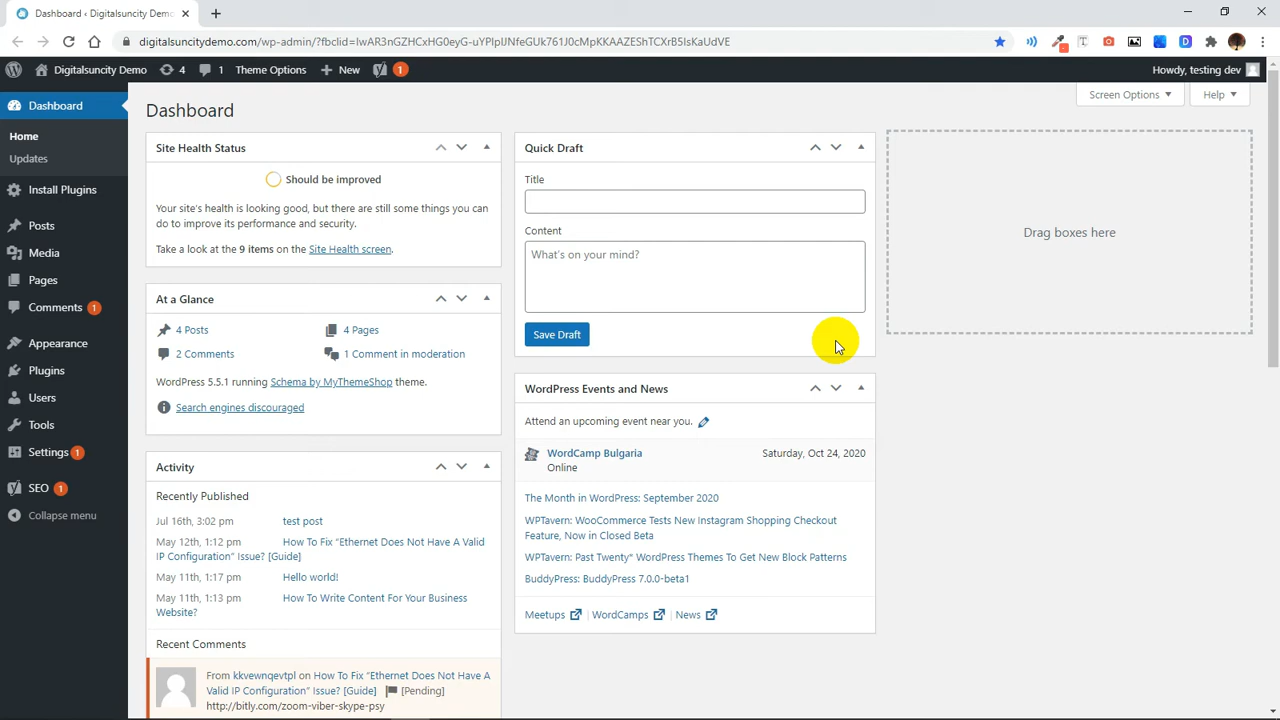 Dashboard ‹ Digitalsuncity Demo
digitalsuncitydemo.com/wp-admin/?fbclid=IwAR3nGZHCxHG0eyG-uYPlpUNfeGUk761J0cMpKKAAZEShTCXrB5IsKaUdVE
Digitalsuncity Demo 4 1 Theme Options New 1 Howdy, testing dev
Screen Options Help
Dashboard
Home
Updates
Install Plugins
Posts
Media
Pages
Comments 1
Appearance
Plugins
Users
Tools
Settings 1
SEO 1
Collapse menu
Dashboard
Site Health Status
Should be improved
Your site's health is looking good, but there are still some things you can
do to improve its performance and security.
Take a look at the 9 items on the Site Health screen.
At a Glance
4 Posts 4 Pages
2 Comments 1 Comment in moderation
WordPress 5.5.1 running Schema by MyThemeShop theme.
Search engines discouraged
Activity
Recently Published
Jul 16th, 3:02 pm test post
May 12th, 1:12 pm How To Fix “Ethernet Does Not Have A Valid
IP Configuration” Issue? [Guide]
May 11th, 1:17 pm Hello world!
May 11th, 1:13 pm How To Write Content For Your Business
Website?
Recent Comments
From kkvewnqevtpl on How To Fix “Ethernet Does Not Have A
Valid IP Configuration” Issue? [Guide] [Pending]
http://bitly.com/zoom-viber-skype-psy
Quick Draft
Title
Content
What's on your mind?
Save Draft
WordPress Events and News
Attend an upcoming event near you.
WordCamp Bulgaria Saturday, Oct 24, 2020
Online
The Month in WordPress: September 2020
WPTavern: WooCommerce Tests New Instagram Shopping Checkout
Feature, Now in Closed Beta
WPTavern: Past Twenty* WordPress Themes To Get New Block Patterns
BuddyPress: BuddyPress 7.0.0-beta1
Meetups | WordCamps | News
Drag boxes here